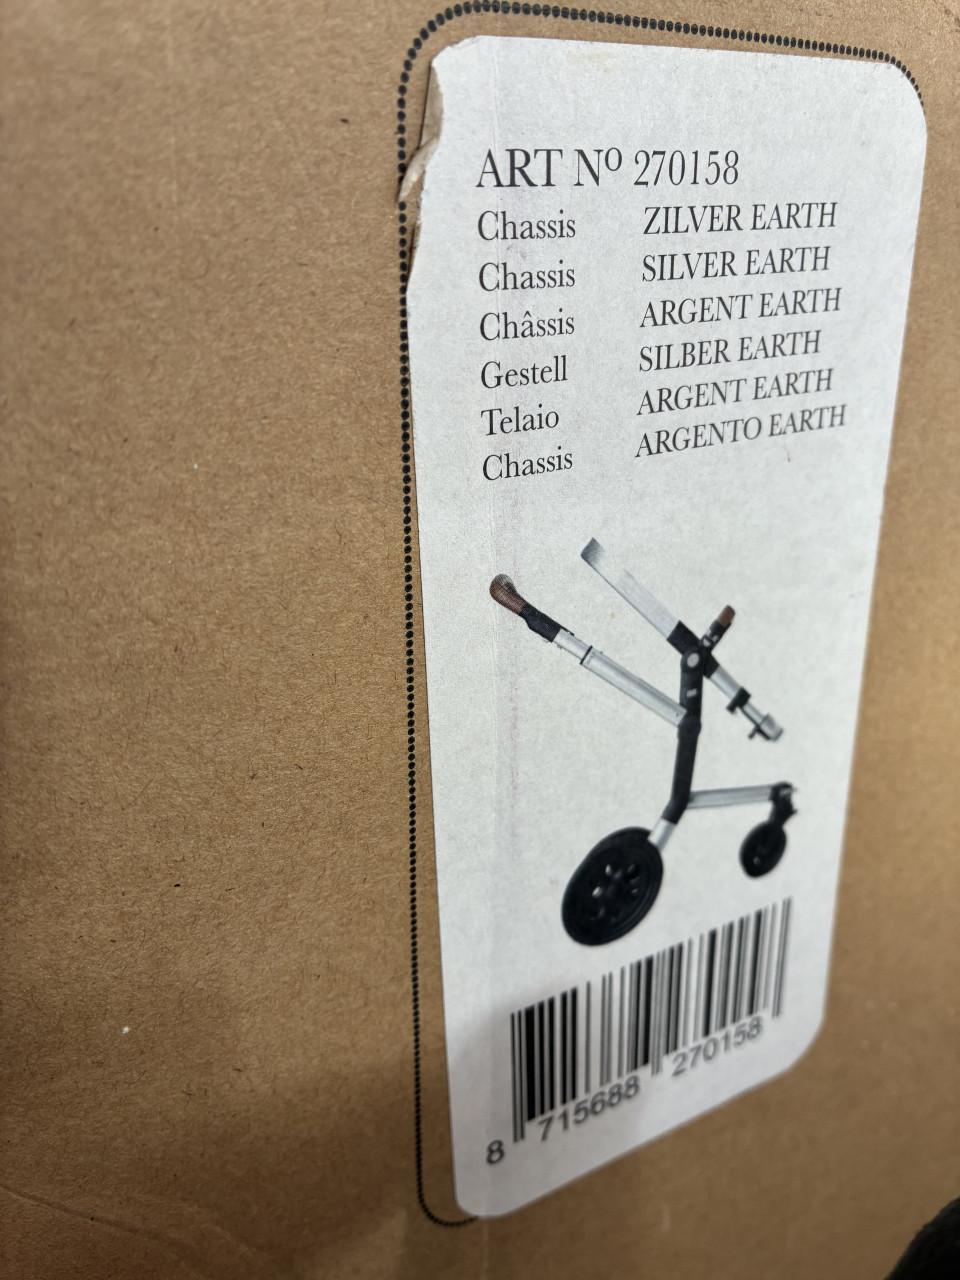 ART Nº 270158
Chassis ZILVER EARTH
Chassis SILVER EARTH
Châssis ARGENT EARTH
Gestell SILBER EARTH
Telaio ARGENT EARTH
Chassis ARGENTO EARTH
8 715688 270158